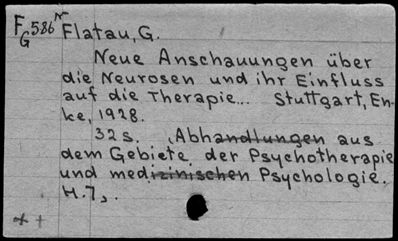 F 586 N Flatau, G.
G
Neue Anschauungen über
die Neurosen und ihr Einfluss
auf die Therapie... Stuttgart, En-
ke, 1928.
32 s. (Abhandlungen aus
dem Gebiete der Psychotherapie
und medizinischen Psychologie.
H. 7).